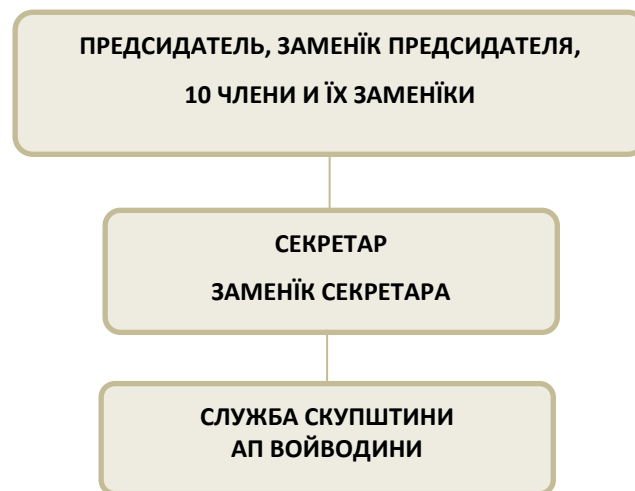 ПРЕДСИДАТЕЛЬ, ЗАМЕНЇК ПРЕДСИДАТЕЛЯ,
10 ЧЛЕНИ И ЇХ ЗАМЕНЇКИ
СЕКРЕТАР
ЗАМЕНЇК СЕКРЕТАРА
СЛУЖБА СКУПШТИНИ
АП ВОЙВОДИНИ